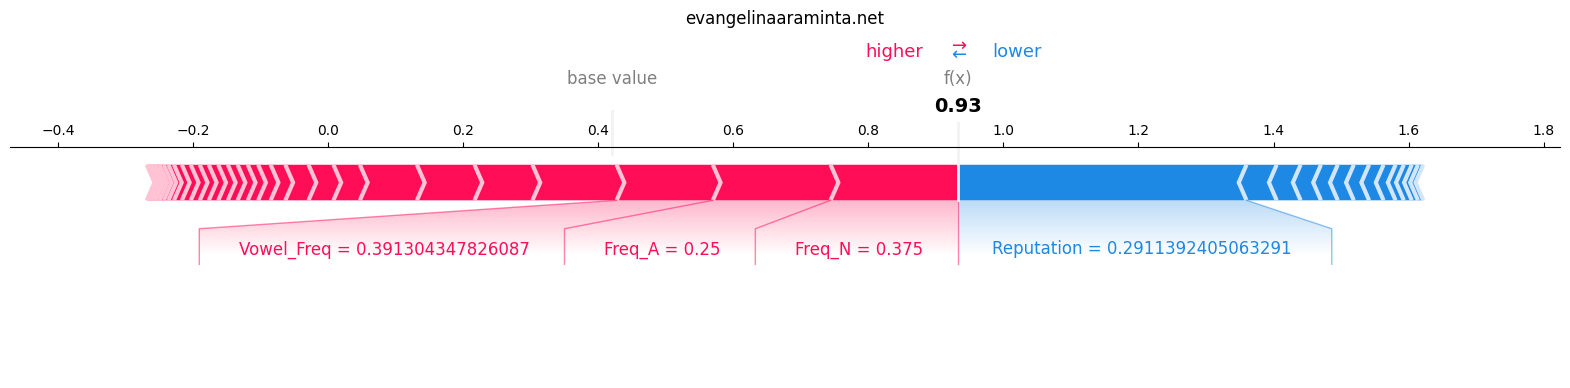 evangelinaaraminta.net
higher → ← lower
base value f(x)
0.93
−0.4 −0.2 0.0 0.2 0.4 0.6 0.8 1.0 1.2 1.4 1.6 1.8
Vowel_Freq = 0.391304347826087 Freq_A = 0.25 Freq_N = 0.375 Reputation = 0.2911392405063291